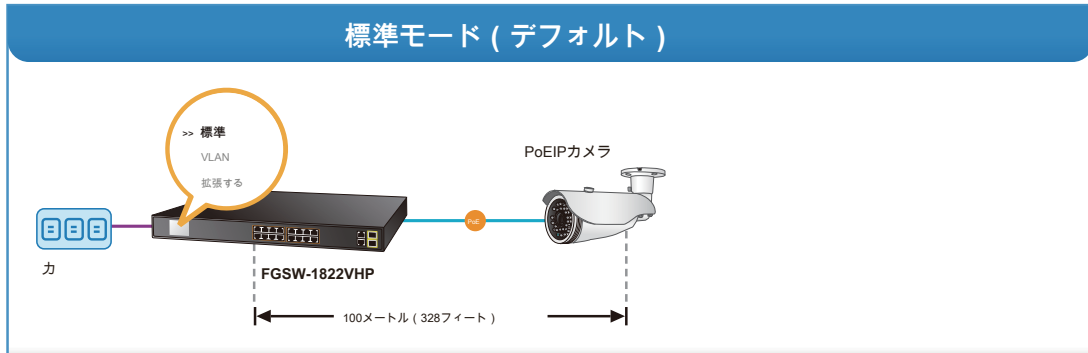 標準モード ( デフォルト )
>> 標準
VLAN
拡張する
PoEIPカメラ
PoE
力
FGSW-1822VHP
100メートル ( 328フィート )